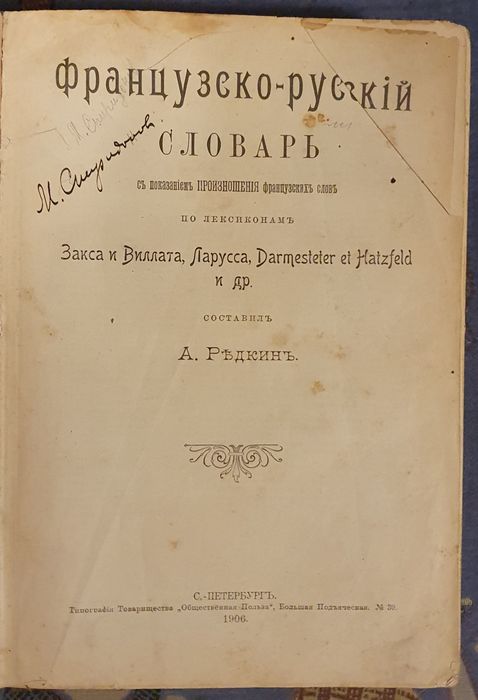 Французско-русскій
СЛОВАРЬ
съ показаніемъ ПРОИЗНОШЕНІЯ французскихъ словъ
ПО ЛЕКСИКОНАМЪ
Закса и Виллата, Ларусса, Darmesteter et Hatzfeld
и др.
СОСТАВИЛЪ
А. Рѣдкинъ.
М. Спиридонов
С.-ПЕТЕРБУРГЪ.
Типографія Товарищества „Общественная Польза", Большая Подъяческая. № 39.
1906.